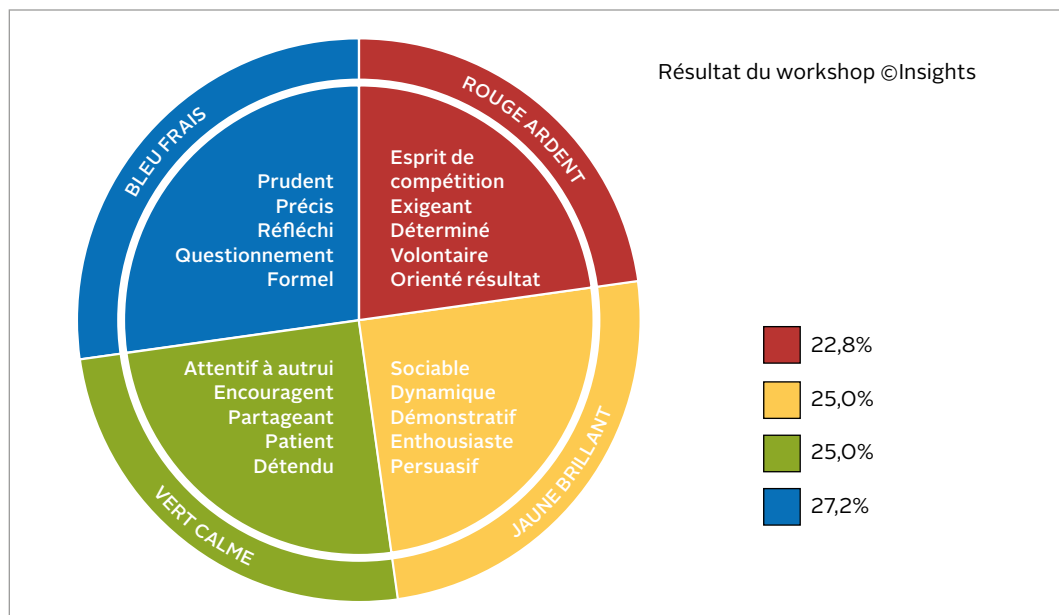 Résultat du workshop ©Insights
BLEU FRAIS
Prudent
Précis
Réfléchi
Questionnement
Formel
ROUGE ARDENT
Esprit de
compétition
Exigeant
Déterminé
Volontaire
Orienté résultat
VERT CALME
Attentif à autrui
Encouragent
Partageant
Patient
Détendu
JAUNE BRILLANT
Sociable
Dynamique
Démonstratif
Enthousiaste
Persuasif
22,8%
25,0%
25,0%
27,2%